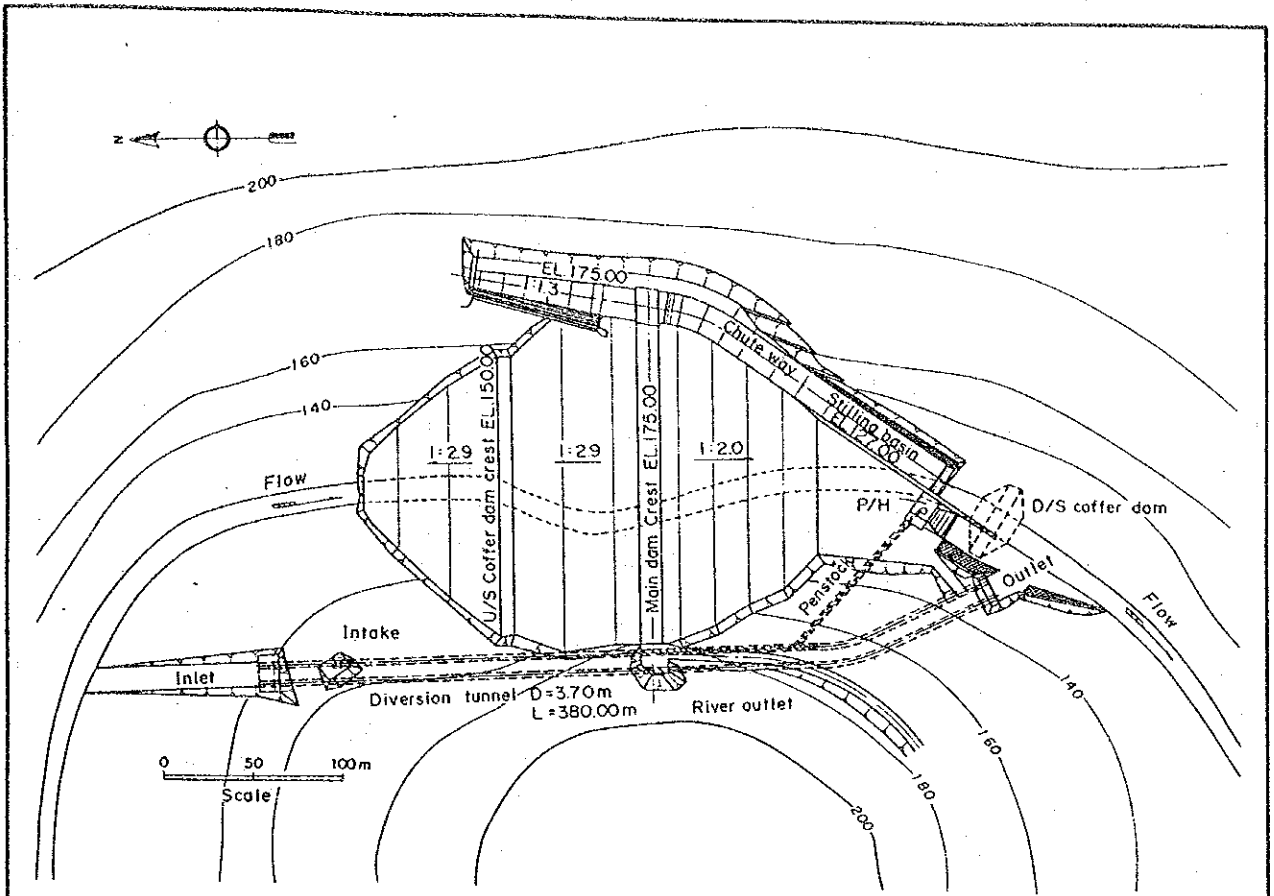 N
200
180
EL.175.00
1:1.3
160
140
Chute way
Stilling basin
EL.127.00
U/S Coffer dam crest EL.150.00
Main dam Crest EL.175.00
1:2.9
1:2.9
1:2.0
Flow
P/H
D/S coffer dam
Outlet
Penstock
Flow
Intake
Inlet
Diversion tunnel D=3.70m
L=380.00m
River outlet
140
160
180
200
0 50 100m
Scale